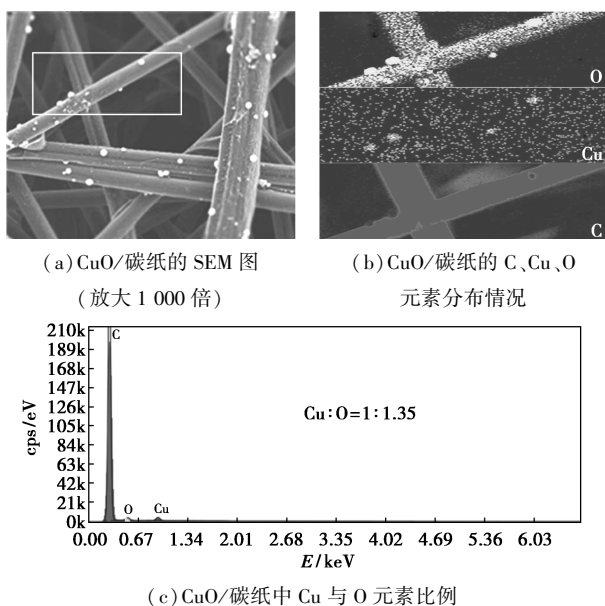 O
Cu
C
(a)CuO/碳纸的 SEM 图
(放大 1 000 倍)
(b)CuO/碳纸的 C、Cu、O
元素分布情况
210k
189k
168k
147k
126k
105k
84k
63k
42k
21k
0k
cps/eV
C
O
Cu
Cu∶O=1∶1.35
0.00 0.67 1.34 2.01 2.68 3.35 4.02 4.69 5.36 6.03
E/keV
(c)CuO/碳纸中 Cu 与 O 元素比例